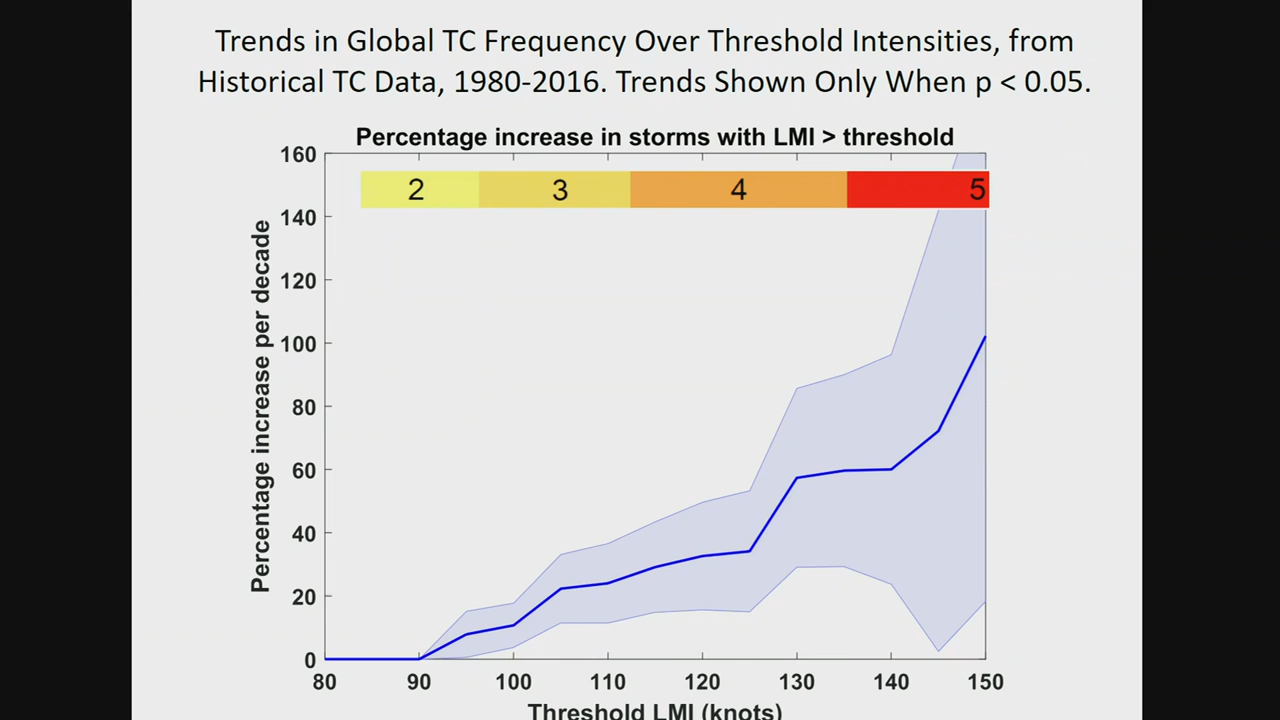 Trends in Global TC Frequency Over Threshold Intensities, from
Historical TC Data, 1980-2016. Trends Shown Only When p < 0.05.
Percentage increase in storms with LMI > threshold
160
2 3 4 5
140
120
100
80
60
40
20
0
Percentage increase per decade
80 90 100 110 120 130 140 150
Threshold LMI (knots)